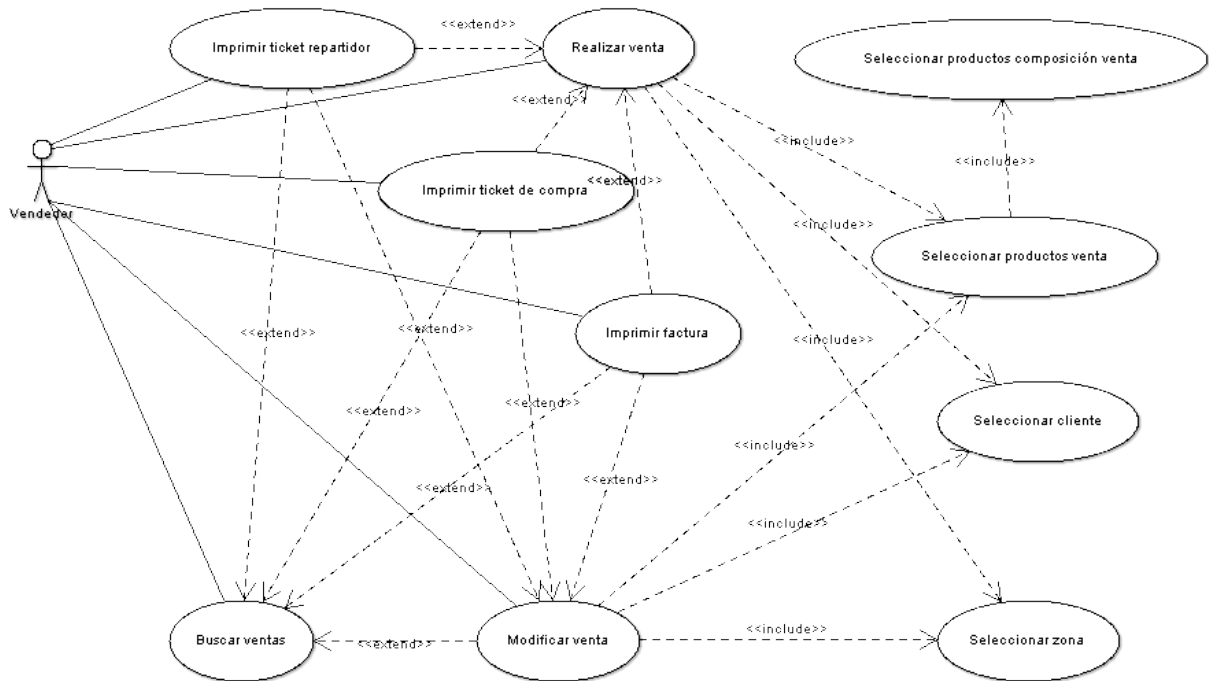 <<extend>>
Imprimir ticket repartidor
Realizar venta
Seleccionar productos composición venta
<<extend>>
<<include>>
<<include>>
Imprimir ticket de compra
<<extend>>
Vendedor
<<include>>
Seleccionar productos venta
<<extend>>
<<extend>>
Imprimir factura
<<include>>
<<extend>>
<<extend>>
Seleccionar cliente
<<include>>
<<extend>>
<<extend>>
<<include>>
Buscar ventas
<<extend>>
Modificar venta
<<include>>
Seleccionar zona